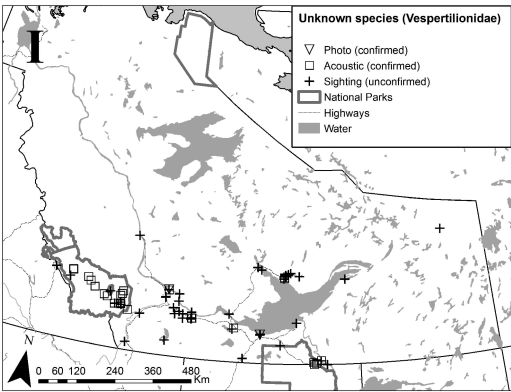 I
Unknown species (Vespertilionidae)
Photo (confirmed)
Acoustic (confirmed)
Sighting (unconfirmed)
National Parks
Highways
Water
N
0 60 120 240 360 480
Km